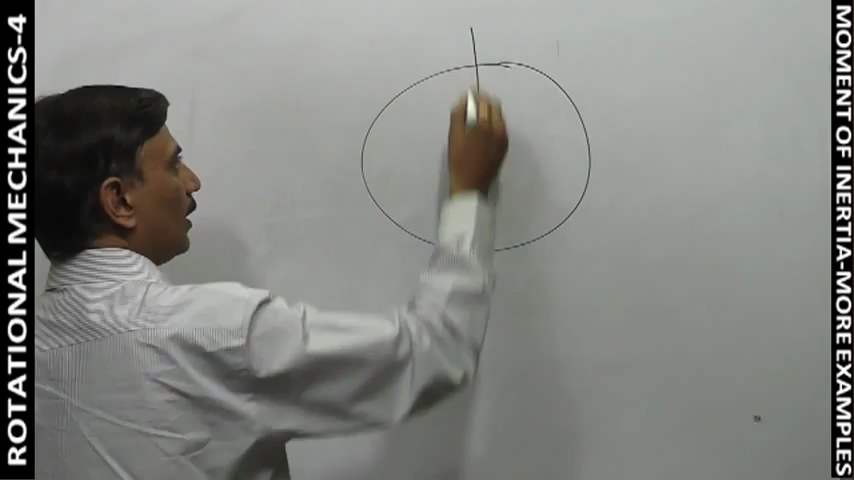 ROTATIONAL MECHANICS-4
MOMENT OF INERTIA-MORE EXAMPLES